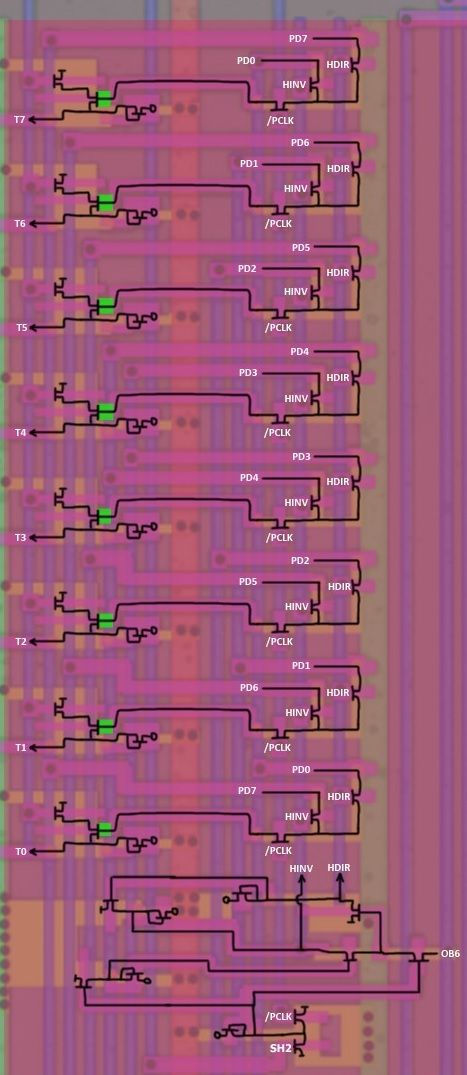 PD7
PD0
HDIR
HINV
T7
/PCLK
PD6
PD1
HDIR
HINV
T6
/PCLK
PD5
PD2
HDIR
HINV
T5
/PCLK
PD4
PD3
HDIR
HINV
T4
/PCLK
PD3
PD4
HDIR
HINV
T3
/PCLK
PD2
PD5
HDIR
HINV
T2
/PCLK
PD1
PD6
HDIR
HINV
T1
/PCLK
PD0
PD7
HDIR
HINV
T0
/PCLK
HINV HDIR
OB6
/PCLK
SH2